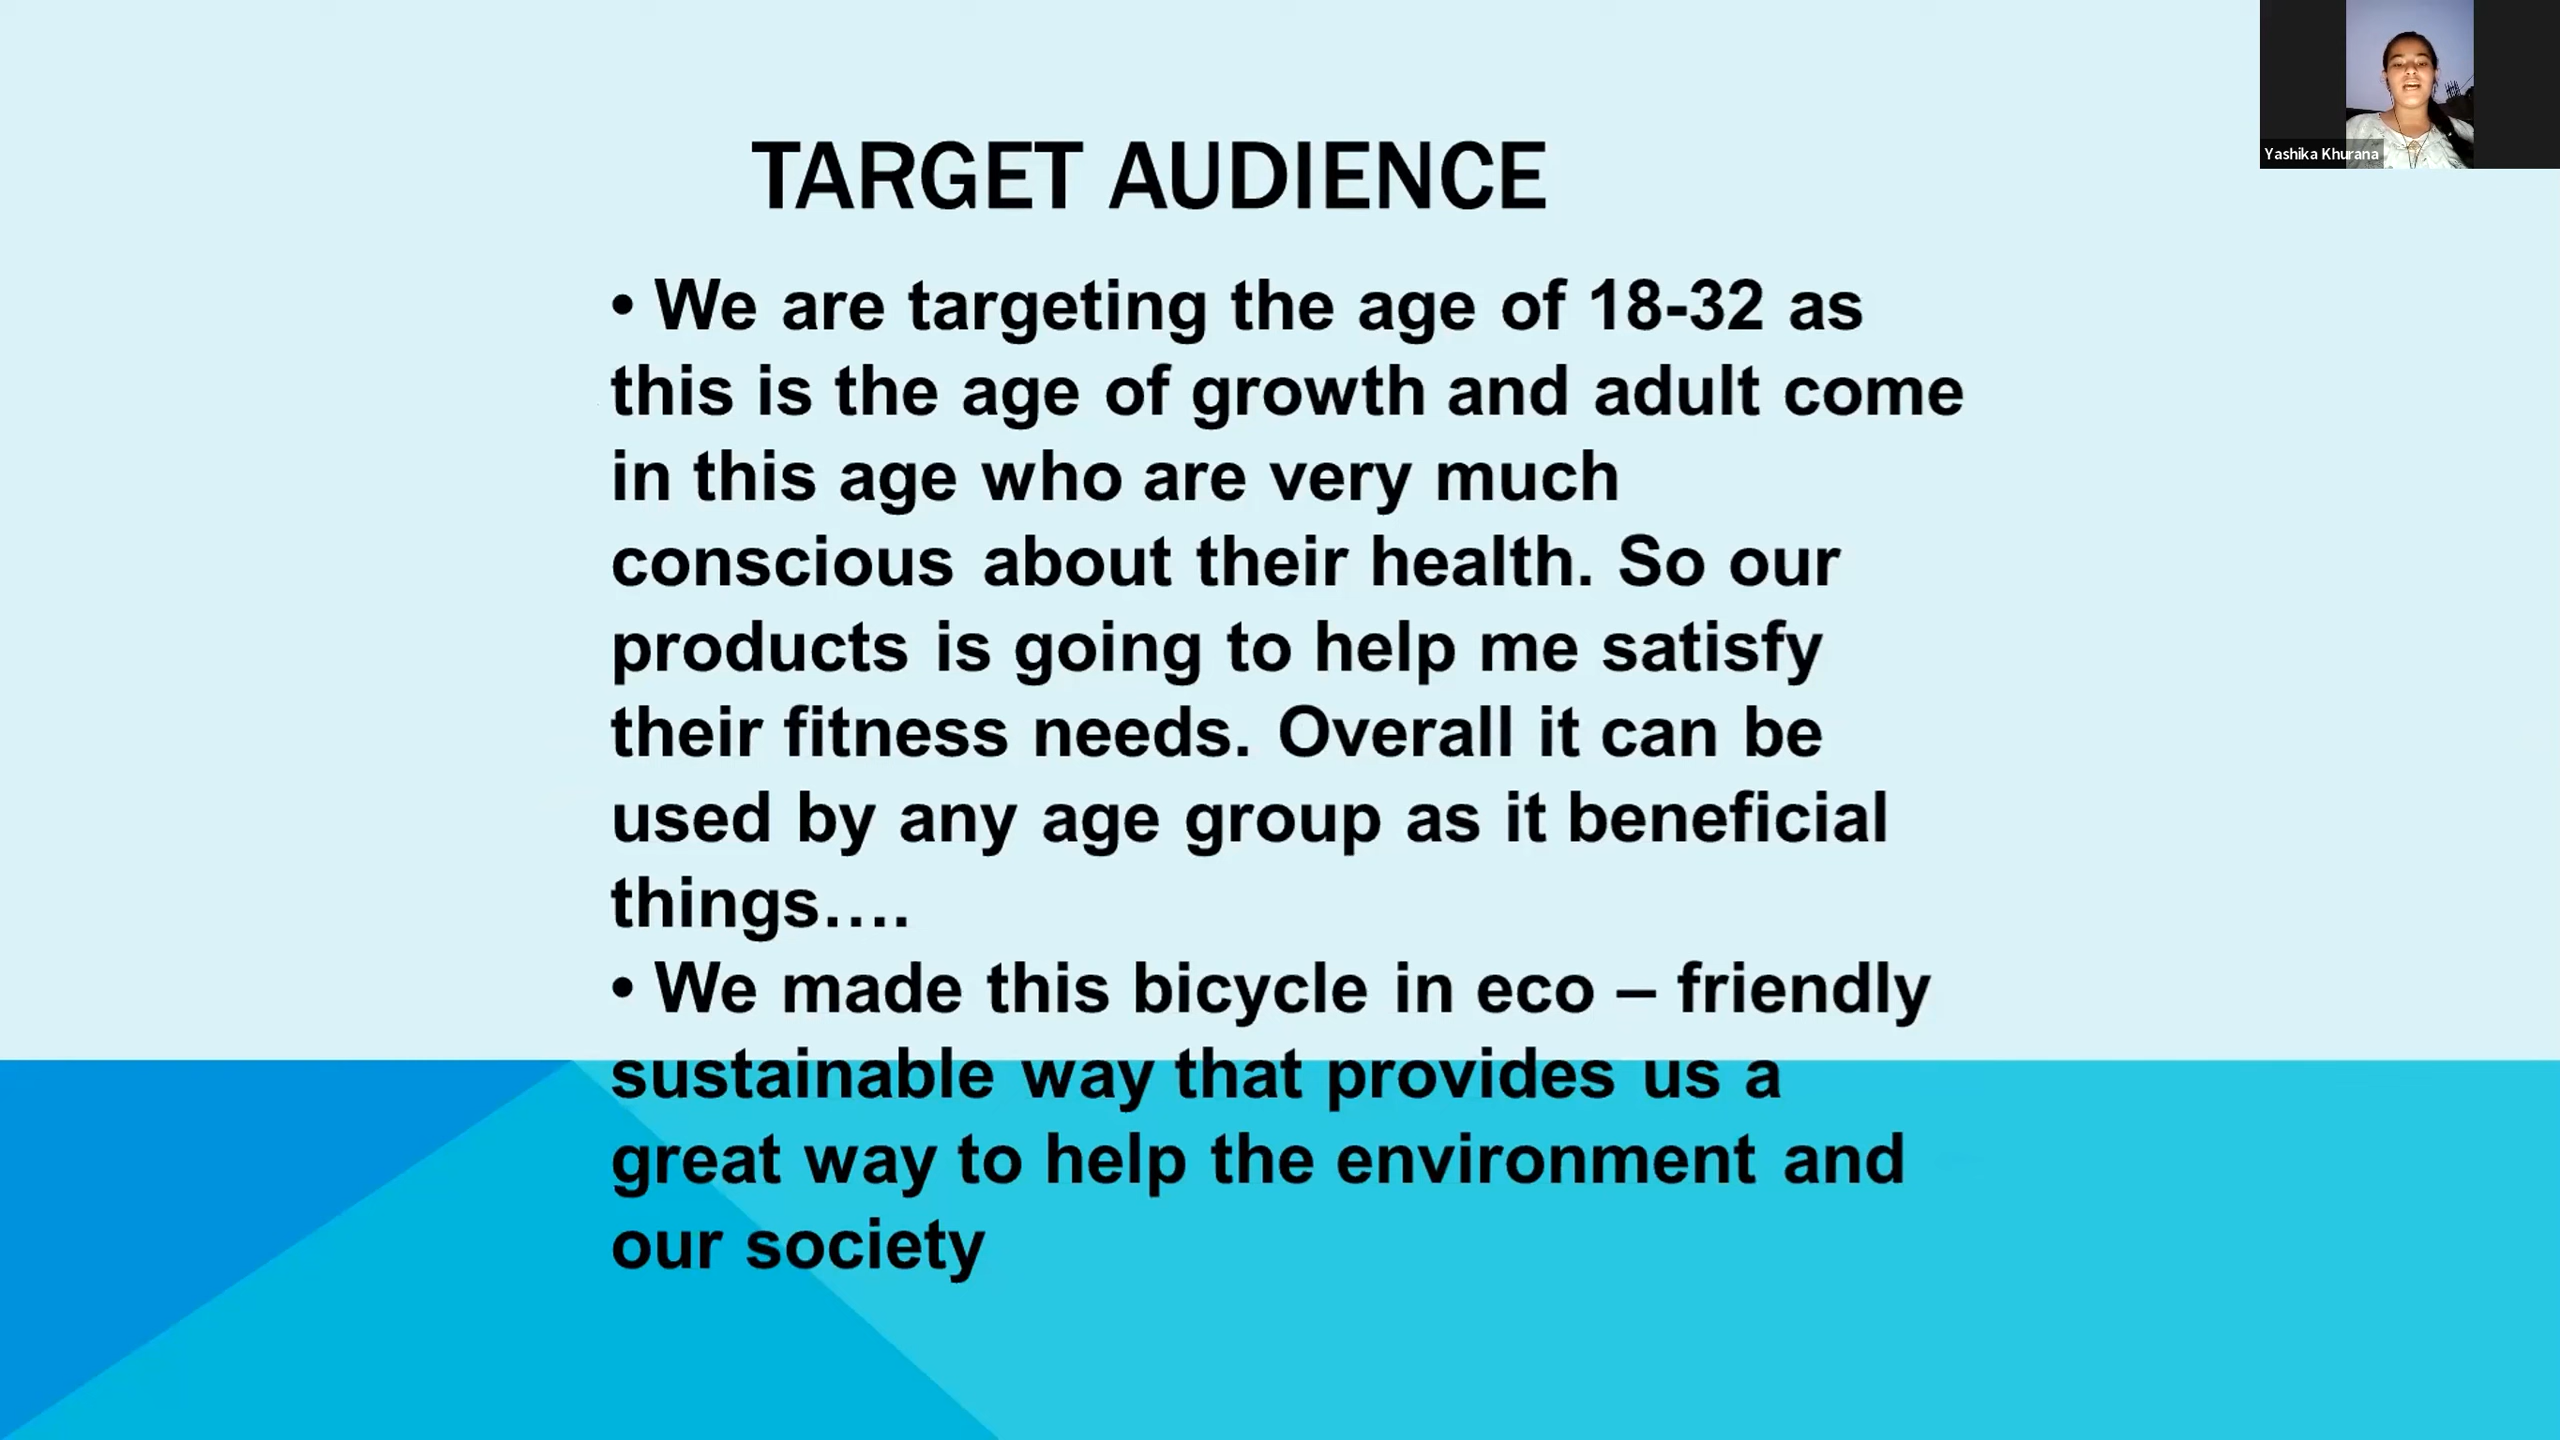 TARGET AUDIENCE
• We are targeting the age of 18-32 as
this is the age of growth and adult come
in this age who are very much
conscious about their health. So our
products is going to help me satisfy
their fitness needs. Overall it can be
used by any age group as it beneficial
things….
• We made this bicycle in eco – friendly
sustainable way that provides us a
great way to help the environment and
our society
Yashika Khurana